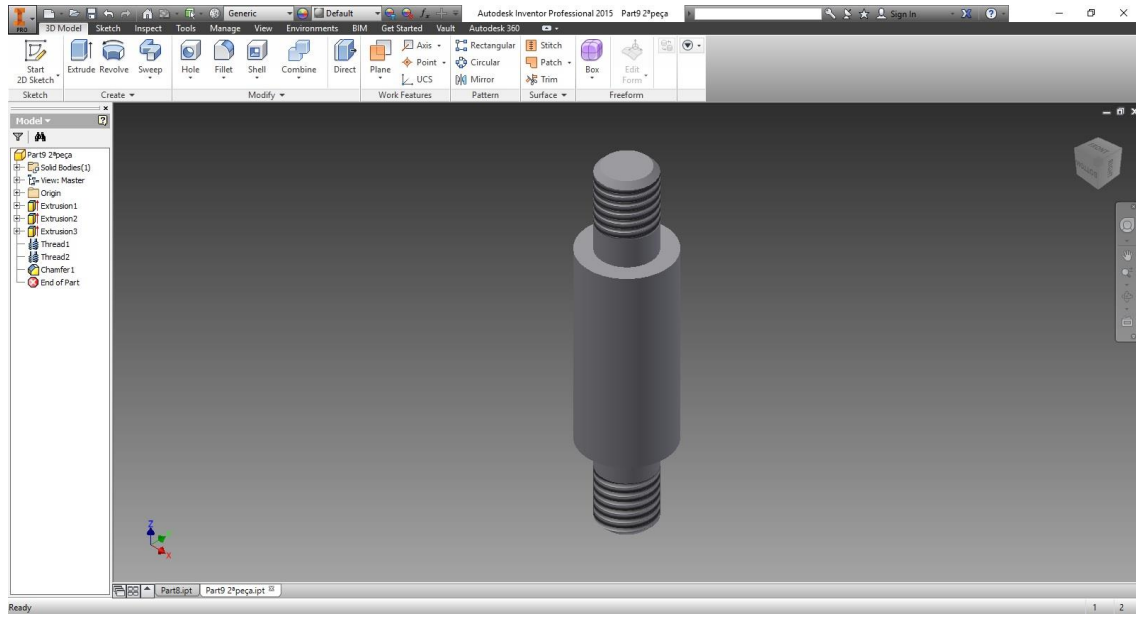 Generic
Default
Autodesk Inventor Professional 2015 Part9 2ªpeça
Sign In
PRO
3D Model Sketch Inspect Tools Manage View Environments BIM Get Started Vault Autodesk 360
Start
2D Sketch
Extrude Revolve Sweep
Hole Fillet Shell Combine Direct
Plane
Axis
Point
UCS
Rectangular
Circular
Mirror
Stitch
Patch
Trim
Box
Edit
Form
Sketch Create Modify Work Features Pattern Surface Freeform
Model
Part9 2ªpeça
Solid Bodies(1)
View: Master
Origin
Extrusion1
Extrusion2
Extrusion3
Thread1
Thread2
Chamfer1
End of Part
FRONT
Z
X
Part8.ipt Part9 2ªpeça.ipt
Ready
1 2